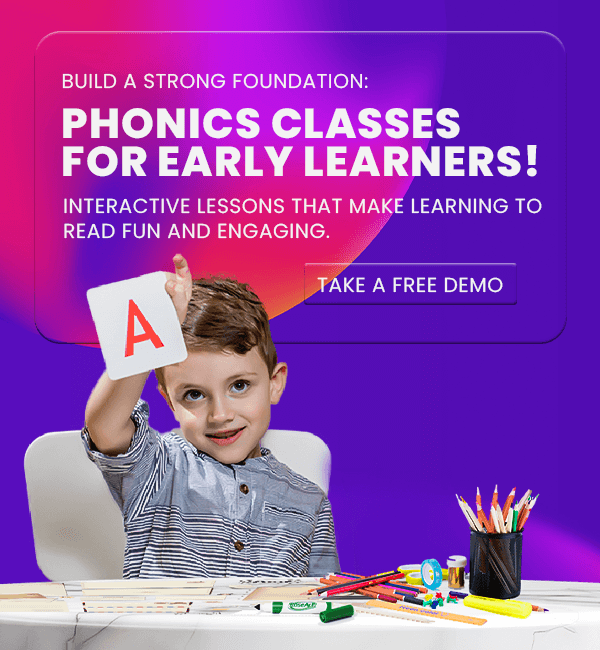 BUILD A STRONG FOUNDATION:
PHONICS CLASSES
FOR EARLY LEARNERS!
INTERACTIVE LESSONS THAT MAKE LEARNING TO
READ FUN AND ENGAGING.
TAKE A FREE DEMO
A